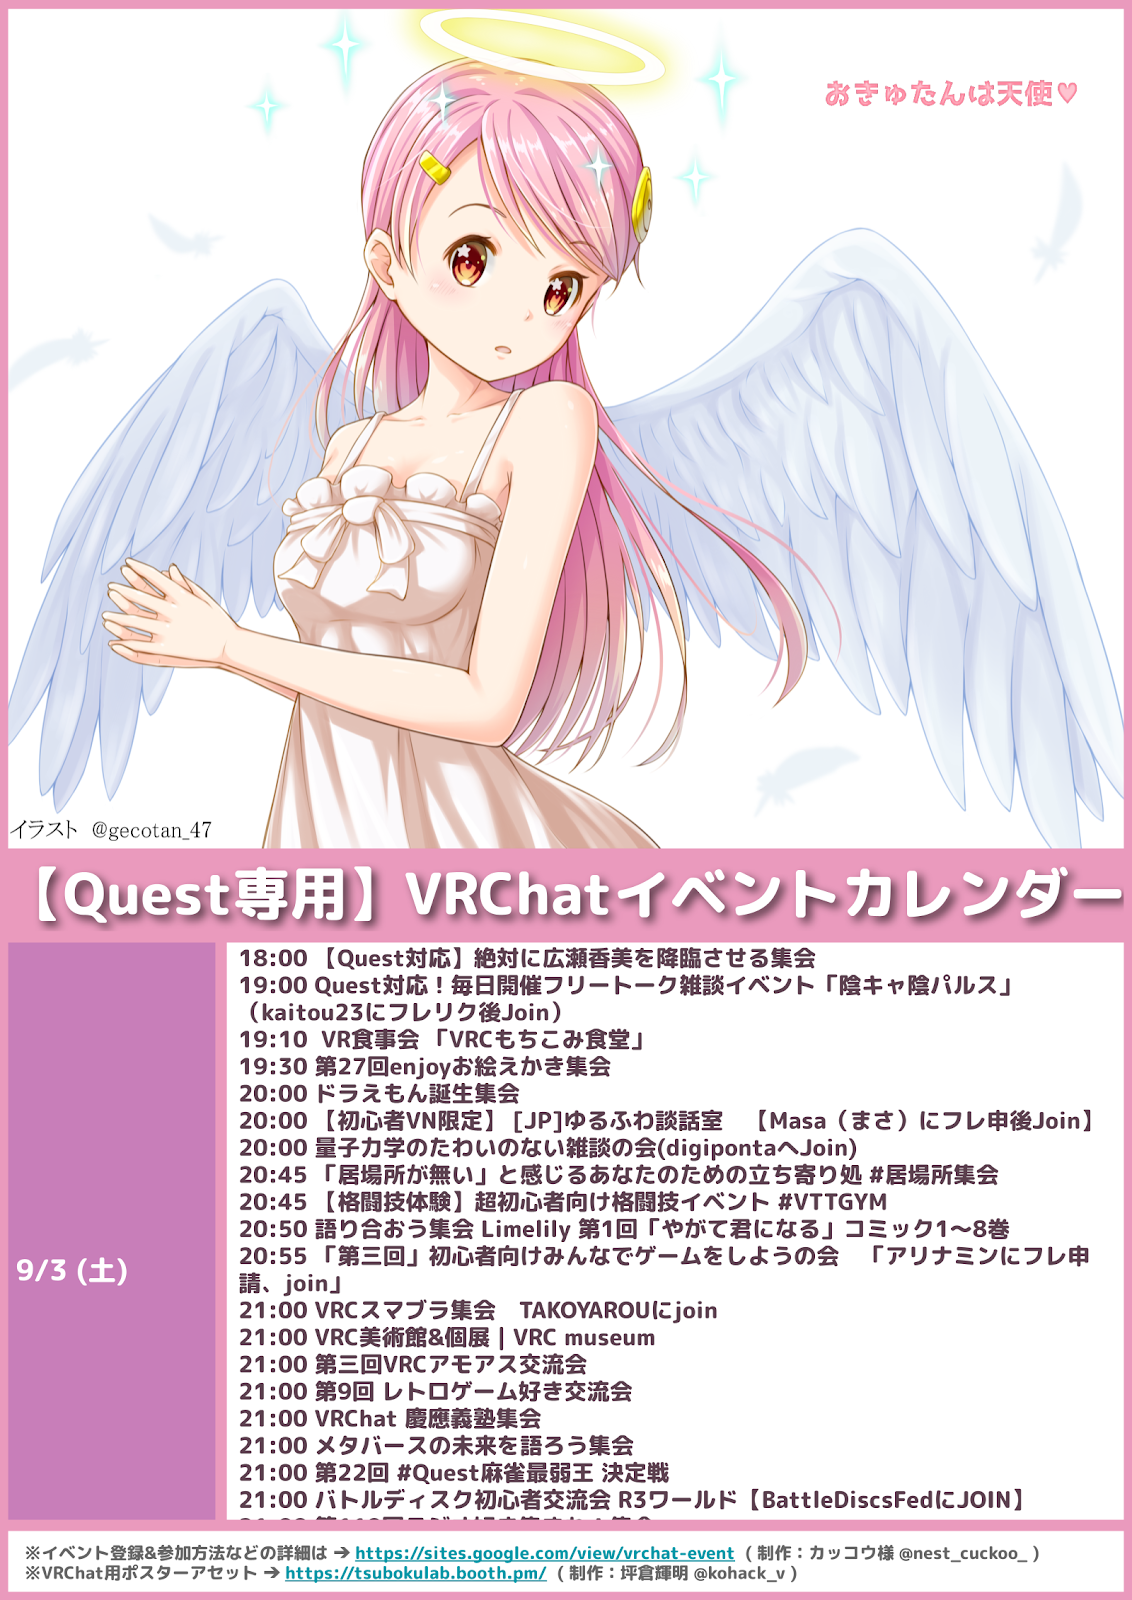 おきゅたんは天使♥
イラスト @gecotan_47
【Quest専用】VRChatイベントカレンダー
9/3 (土)
18:00 【Quest対応】絶対に広瀬香美を降臨させる集会
19:00 Quest対応！毎日開催フリートーク雑談イベント「陰キャ陰パルス」
（kaitou23にフレリク後Join）
19:10 VR食事会 「VRCもちこみ食堂」
19:30 第27回enjoyお絵えかき集会
20:00 ドラえもん誕生集会
20:00 【初心者VN限定】 [JP]ゆるふわ談話室　【Masa（まさ）にフレ申後Join】
20:00 量子力学のたわいのない雑談の会(digipontaへJoin)
20:45 「居場所が無い」と感じるあなたのための立ち寄り処 #居場所集会
20:45 【格闘技体験】超初心者向け格闘技イベント #VTTGYM
20:50 語り合おう集会 Limelily 第1回「やがて君になる」コミック1〜8巻
20:55 「第三回」初心者向けみんなでゲームをしようの会　「アリナミンにフレ申
請、join」
21:00 VRCスマブラ集会　TAKOYAROUにjoin
21:00 VRC美術館&個展 | VRC museum
21:00 第三回VRCアモアス交流会
21:00 第9回 レトロゲーム好き交流会
21:00 VRChat 慶應義塾集会
21:00 メタバースの未来を語ろう集会
21:00 第22回 #Quest麻雀最弱王 決定戦
21:00 バトルディスク初心者交流会 R3ワールド【BattleDiscsFedにJOIN】
※イベント登録&参加方法などの詳細は ➔ https://sites.google.com/view/vrchat-event ( 制作：カッコウ様 @nest_cuckoo_ )
※VRChat用ポスターアセット ➔ https://tsubokulab.booth.pm/ ( 制作：坪倉輝明 @kohack_v )